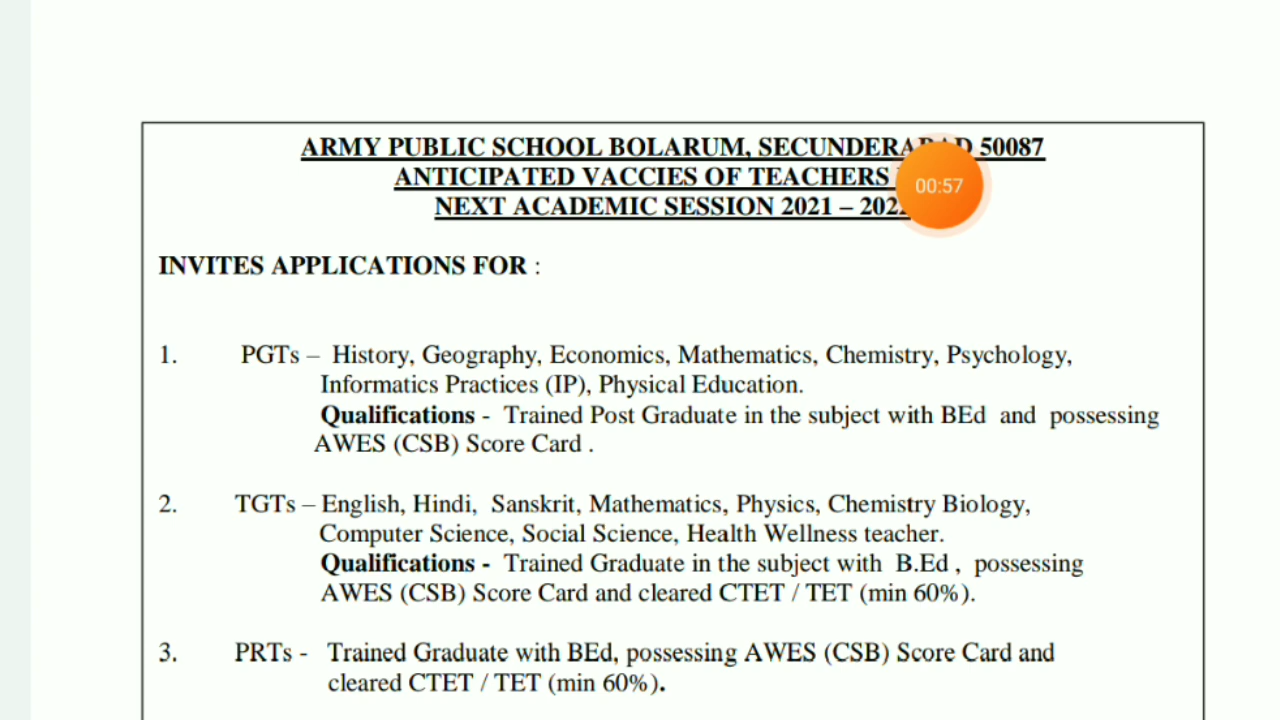 ARMY PUBLIC SCHOOL BOLARUM, SECUNDERABAD 50087
ANTICIPATED VACCIES OF TEACHERS
NEXT ACADEMIC SESSION 2021 – 2022
00:57
INVITES APPLICATIONS FOR :
1. PGTs – History, Geography, Economics, Mathematics, Chemistry, Psychology,
Informatics Practices (IP), Physical Education.
Qualifications - Trained Post Graduate in the subject with BEd and possessing
AWES (CSB) Score Card .
2. TGTs – English, Hindi, Sanskrit, Mathematics, Physics, Chemistry Biology,
Computer Science, Social Science, Health Wellness teacher.
Qualifications - Trained Graduate in the subject with B.Ed , possessing
AWES (CSB) Score Card and cleared CTET / TET (min 60%).
3. PRTs - Trained Graduate with BEd, possessing AWES (CSB) Score Card and
cleared CTET / TET (min 60%).